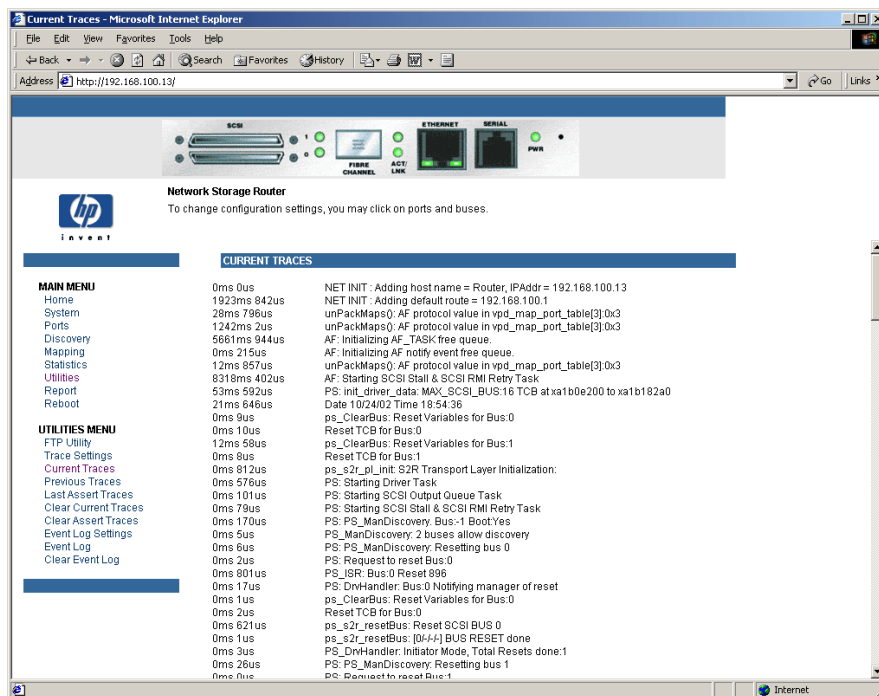 Current Traces - Microsoft Internet Explorer
File Edit View Favorites Tools Help
Back Search Favorites History
Address http://192.168.100.13/ Go Links
SCSI 1 0 FIBRE CHANNEL ACT/ LNK ETHERNET SERIAL PWR
Network Storage Router
To change configuration settings, you may click on ports and buses.
hp
invent
CURRENT TRACES
MAIN MENU
Home
System
Ports
Discovery
Mapping
Statistics
Utilities
Report
Reboot
UTILITIES MENU
FTP Utility
Trace Settings
Current Traces
Previous Traces
Last Assert Traces
Clear Current Traces
Clear Assert Traces
Event Log Settings
Event Log
Clear Event Log
0ms 0us NET INIT : Adding host name = Router, IPAddr = 192.168.100.13
1923ms 842us NET INIT : Adding default route = 192.168.100.1
28ms 796us unPackMaps(): AF protocol value in vpd_map_port_table[3]:0x3
1242ms 2us unPackMaps(): AF protocol value in vpd_map_port_table[3]:0x3
5661ms 944us AF: Initializing AF_TASK free queue.
0ms 215us AF: Initializing AF notify event free queue.
12ms 857us unPackMaps(): AF protocol value in vpd_map_port_table[3]:0x3
8318ms 402us AF: Starting SCSI Stall & SCSI RMI Retry Task
53ms 592us PS: init_driver_data: MAX_SCSI_BUS:16 TCB at xa1b0e200 to xa1b182a0
21ms 646us Date 10/24/02 Time 18:54:36
0ms 9us ps_ClearBus: Reset Variables for Bus:0
0ms 10us Reset TCB for Bus:0
12ms 58us ps_ClearBus: Reset Variables for Bus:1
0ms 8us Reset TCB for Bus:1
0ms 812us ps_s2r_pl_init: S2R Transport Layer Initialization:
0ms 576us PS: Starting Driver Task
0ms 101us PS: Starting SCSI Output Queue Task
0ms 79us PS: Starting SCSI Stall & SCSI RMI Retry Task
0ms 170us PS: PS_ManDiscovery. Bus:-1 Boot:Yes
0ms 5us PS_ManDiscovery: 2 buses allow discovery
0ms 6us PS: PS_ManDiscovery: Resetting bus 0
0ms 2us PS: Request to reset Bus:0
0ms 801us PS_ISR: Bus:0 Reset 896
0ms 17us PS: DrvHandler: Bus:0 Notifying manager of reset
0ms 1us ps_ClearBus: Reset Variables for Bus:0
0ms 2us Reset TCB for Bus:0
0ms 621us ps_s2r_resetBus: Reset SCSI BUS 0
0ms 1us ps_s2r_resetBus: [0/-/-/-] BUS RESET done
0ms 3us PS_DrvHandler: Initiator Mode, Total Resets done:1
0ms 26us PS: PS_ManDiscovery: Resetting bus 1
0ms 0us PS: Request to reset Bus:1
Internet